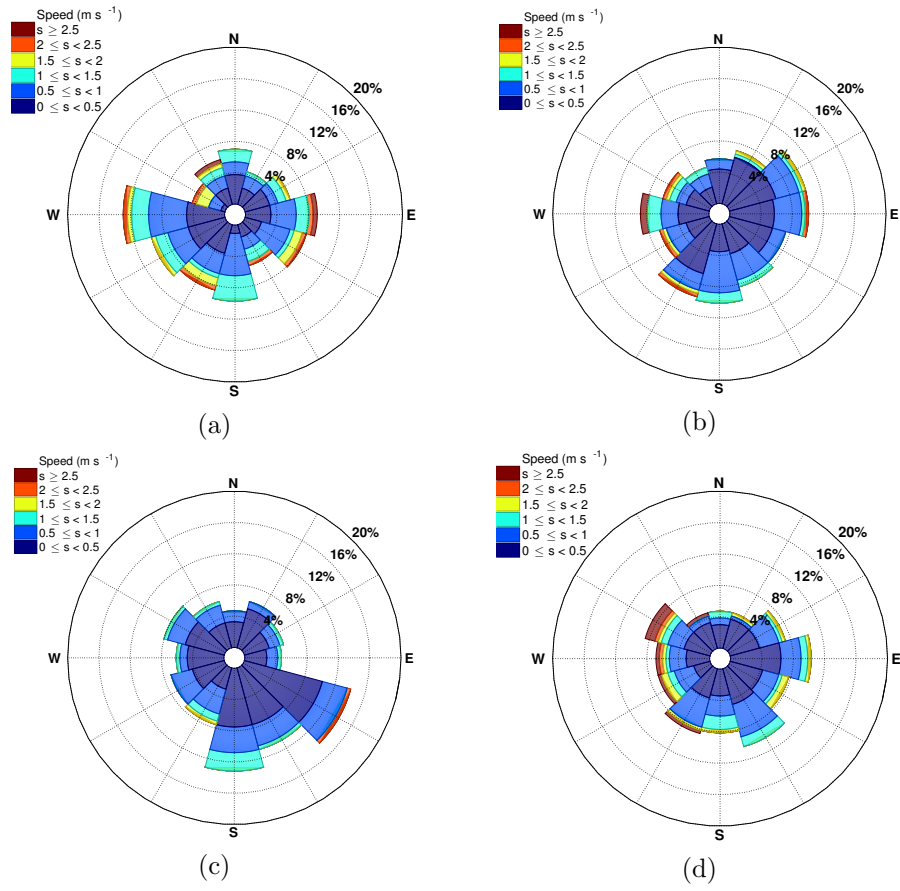 Speed (m s ⁻¹)
s ≥ 2.5
2 ≤ s < 2.5
1.5 ≤ s < 2
1 ≤ s < 1.5
0.5 ≤ s < 1
0 ≤ s < 0.5
N
20%
16%
12%
8%
4%
W
E
S
(a)
Speed (m s ⁻¹)
s ≥ 2.5
2 ≤ s < 2.5
1.5 ≤ s < 2
1 ≤ s < 1.5
0.5 ≤ s < 1
0 ≤ s < 0.5
N
20%
16%
12%
8%
4%
W
E
S
(b)
Speed (m s ⁻¹)
s ≥ 2.5
2 ≤ s < 2.5
1.5 ≤ s < 2
1 ≤ s < 1.5
0.5 ≤ s < 1
0 ≤ s < 0.5
N
20%
16%
12%
8%
4%
W
E
S
(c)
Speed (m s ⁻¹)
s ≥ 2.5
2 ≤ s < 2.5
1.5 ≤ s < 2
1 ≤ s < 1.5
0.5 ≤ s < 1
0 ≤ s < 0.5
N
20%
16%
12%
8%
4%
W
E
S
(d)